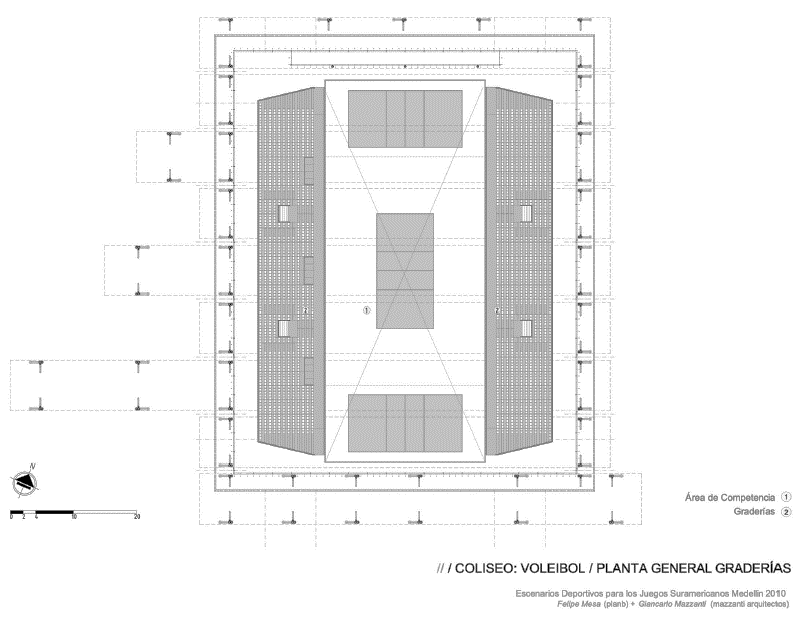 2
1
2
N
0 2 4 10 20
Área de Competencia 1
Graderías 2
// / COLISEO: VOLEIBOL / PLANTA GENERAL GRADERÍAS
Escenarios Deportivos para los Juegos Suramericanos Medellin 2010
Felipe Mesa (planb) + Giancarlo Mazzanti (mazzanti arquitectos)